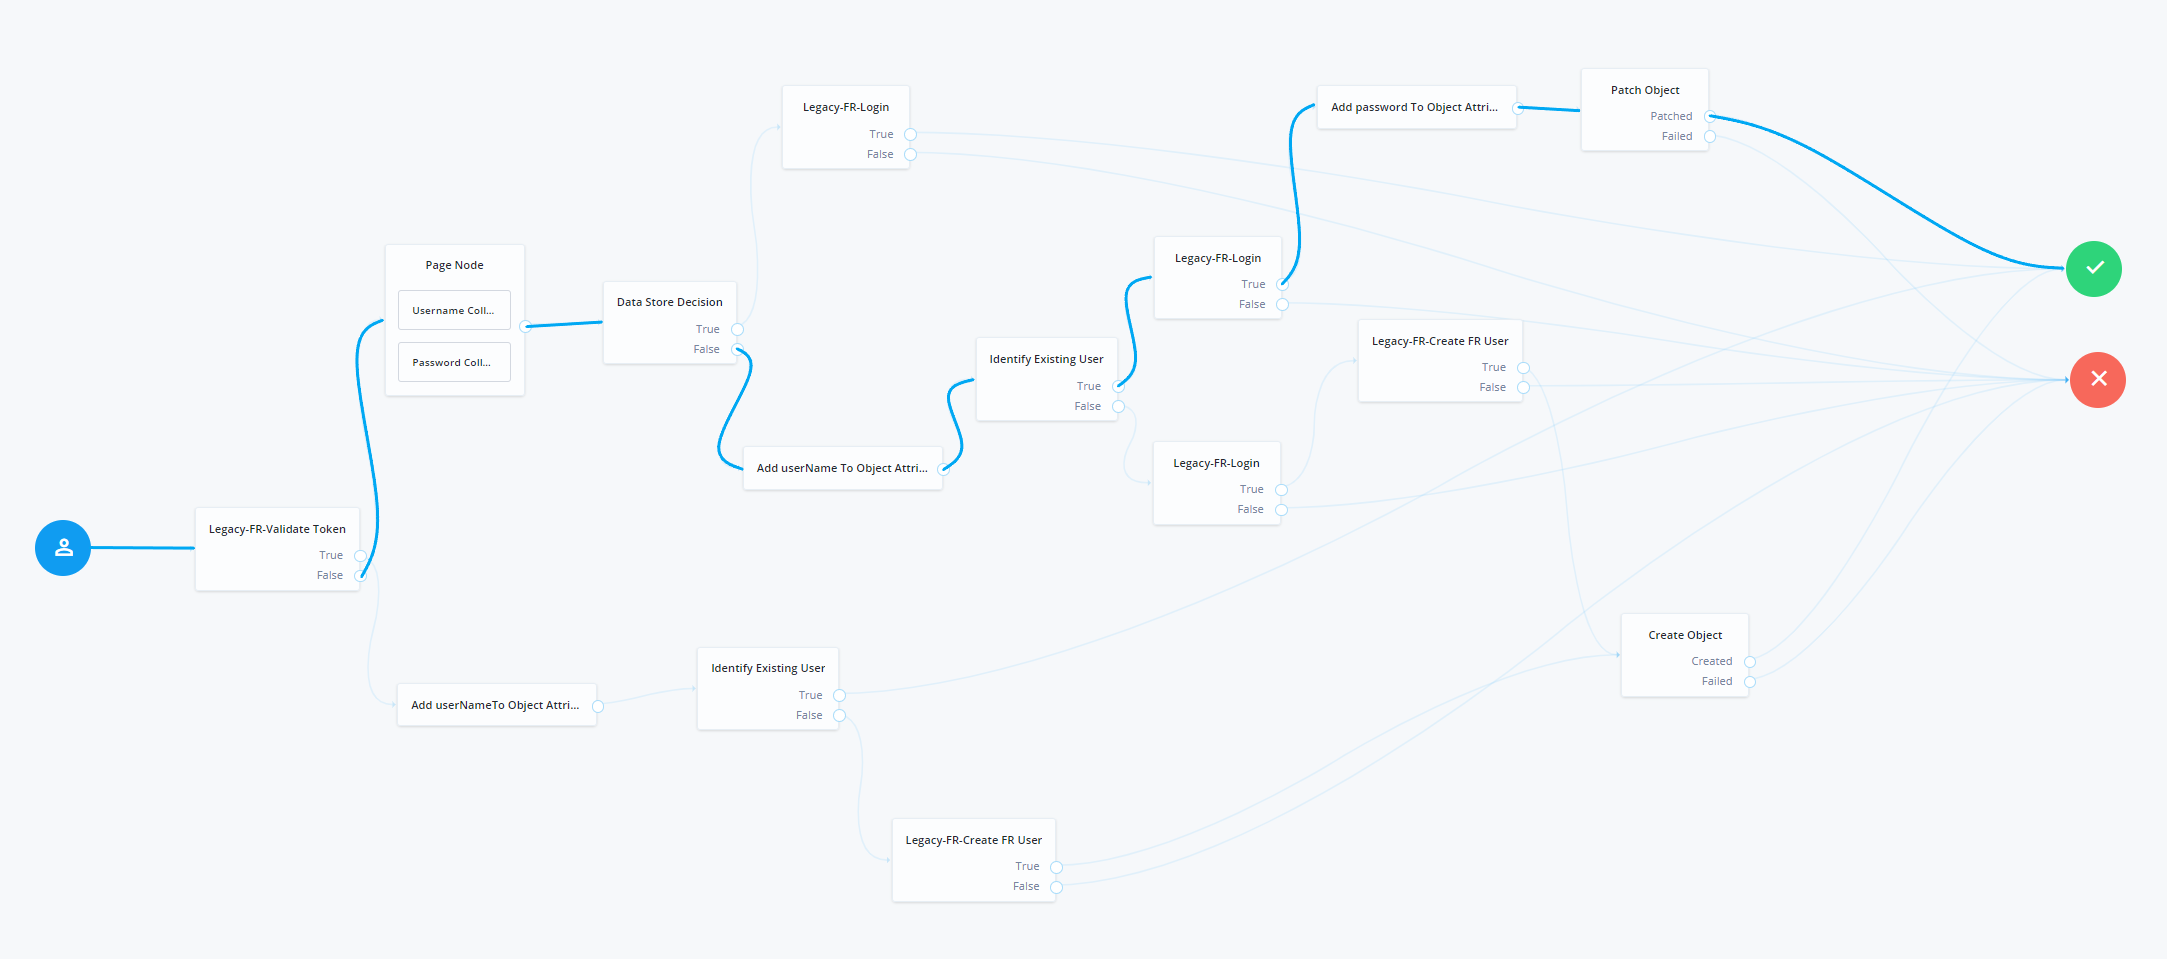 Legacy-FR-Validate Token
True
False
Page Node
Username Coll...
Password Coll...
Data Store Decision
True
False
Legacy-FR-Login
True
False
Add userName To Object Attri...
Identify Existing User
True
False
Legacy-FR-Login
True
False
Add password To Object Attri...
Patch Object
Patched
Failed
Legacy-FR-Create FR User
True
False
Legacy-FR-Login
True
False
Add userNameTo Object Attri...
Identify Existing User
True
False
Legacy-FR-Create FR User
True
False
Create Object
Created
Failed